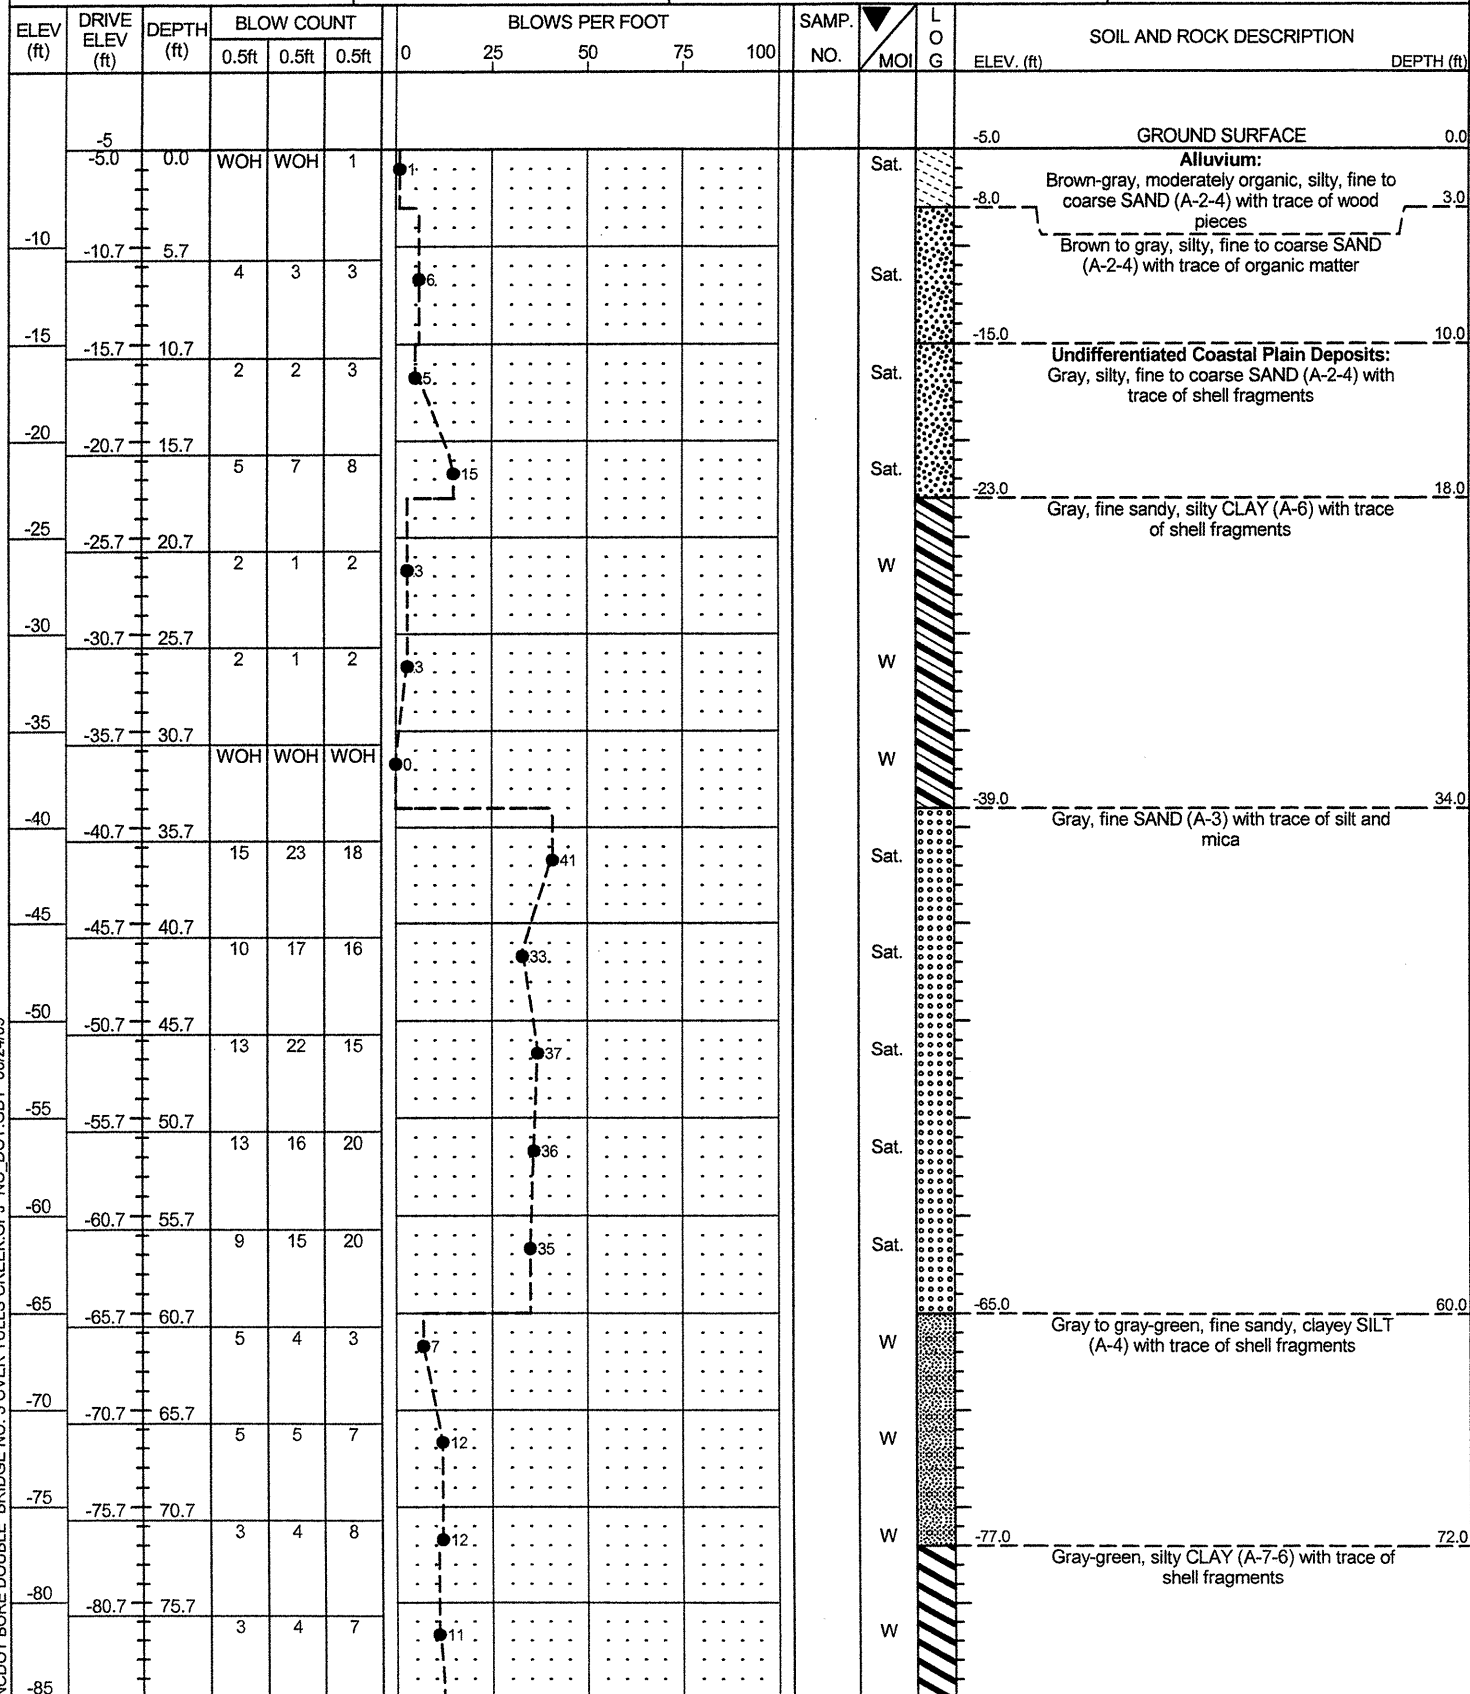 ELEV (ft) DRIVE ELEV (ft) DEPTH (ft) BLOW COUNT BLOWS PER FOOT SAMP. NO. MOI LOG SOIL AND ROCK DESCRIPTION
0.5ft 0.5ft 0.5ft 0 25 50 75 100 ELEV. (ft) DEPTH (ft)
-5 -5.0 GROUND SURFACE 0.0
-5.0 0.0 WOH WOH 1 1 Sat. Alluvium:
Brown-gray, moderately organic, silty, fine to
-8.0 coarse SAND (A-2-4) with trace of wood 3.0
pieces
-10 Brown to gray, silty, fine to coarse SAND
-10.7 5.7 (A-2-4) with trace of organic matter
4 3 3 6 Sat.
-15 -15.0 10.0
-15.7 10.7 Undifferentiated Coastal Plain Deposits:
2 2 3 5 Sat. Gray, silty, fine to coarse SAND (A-2-4) with
trace of shell fragments
-20
-20.7 15.7
5 7 8 15 Sat.
-23.0 18.0
Gray, fine sandy, silty CLAY (A-6) with trace
of shell fragments
-25
-25.7 20.7
2 1 2 3 W
-30
-30.7 25.7
2 1 2 3 W
-35
-35.7 30.7
WOH WOH WOH 0 W
-39.0 34.0
-40 Gray, fine SAND (A-3) with trace of silt and
mica
-40.7 35.7
15 23 18 41 Sat.
-45
-45.7 40.7
10 17 16 33 Sat.
-50
-50.7 45.7
13 22 15 37 Sat.
-55
-55.7 50.7
13 16 20 36 Sat.
-60
-60.7 55.7
9 15 20 35 Sat.
-65 -65.0 60.0
-65.7 60.7 Gray to gray-green, fine sandy, clayey SILT
5 4 3 7 W (A-4) with trace of shell fragments
-70
-70.7 65.7
5 5 7 12 W
-75
-75.7 70.7
3 4 8 12 W
-77.0 72.0
Gray-green, silty CLAY (A-7-6) with trace of
shell fragments
-80
-80.7 75.7
3 4 7 11 W
-85
NCDOT BORE DOUBLE BRIDGE NO. 5 OVER